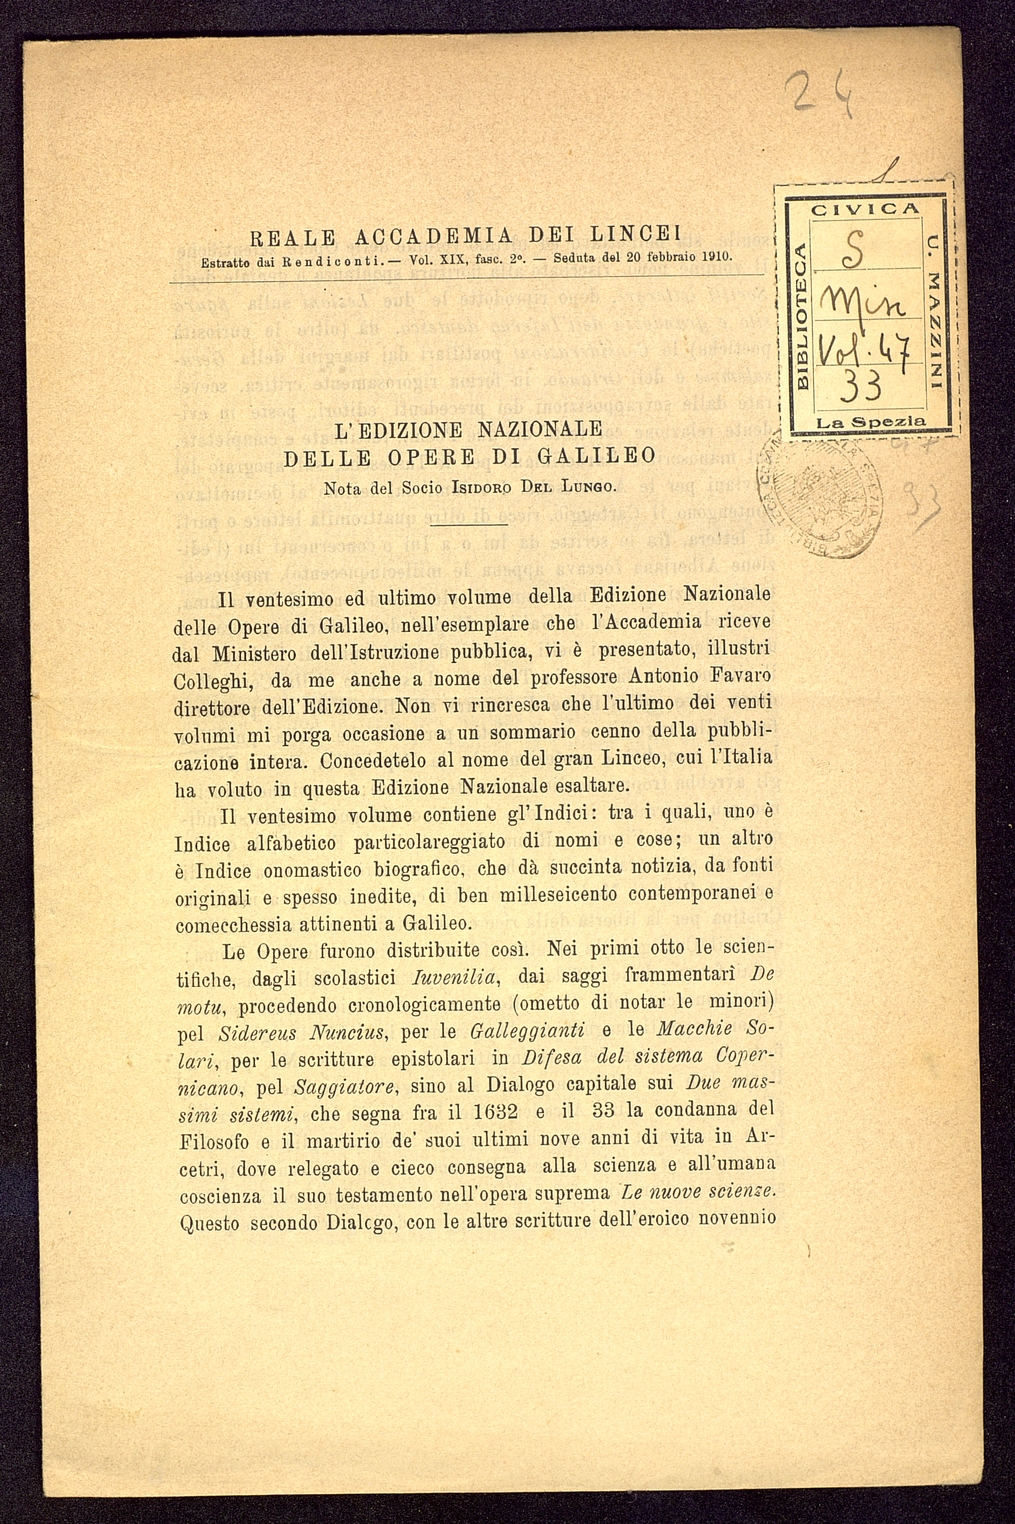 24
REALE ACCADEMIA DEI LINCEI
Estratto dai Rendiconti. — Vol. XIX, fasc. 2º. — Seduta del 20 febbraio 1910.
CIVICA
BIBLIOTECA
U. MAZZINI
S
Misc
Vol. 47
33
La Spezia
33
L'EDIZIONE NAZIONALE
DELLE OPERE DI GALILEO
Nota del Socio ISIDORO DEL LUNGO.
Il ventesimo ed ultimo volume della Edizione Nazionale
delle Opere di Galileo, nell'esemplare che l'Accademia riceve
dal Ministero dell'Istruzione pubblica, vi è presentato, illustri
Colleghi, da me anche a nome del professore Antonio Favaro
direttore dell'Edizione. Non vi rincresca che l'ultimo dei venti
volumi mi porga occasione a un sommario cenno della pubbli-
cazione intera. Concedetelo al nome del gran Linceo, cui l'Italia
ha voluto in questa Edizione Nazionale esaltare.
Il ventesimo volume contiene gl'Indici: tra i quali, uno è
Indice alfabetico particolareggiato di nomi e cose; un altro
è Indice onomastico biografico, che dà succinta notizia, da fonti
originali e spesso inedite, di ben milleseicento contemporanei e
comecchessia attinenti a Galileo.
Le Opere furono distribuite così. Nei primi otto le scien-
tifiche, dagli scolastici Iuvenilia, dai saggi frammentari De
motu, procedendo cronologicamente (ometto di notar le minori)
pel Sidereus Nuncius, per le Galleggianti e le Macchie So-
lari, per le scritture epistolari in Difesa del sistema Coper-
nicano, pel Saggiatore, sino al Dialogo capitale sui Due mas-
simi sistemi, che segna fra il 1632 e il 33 la condanna del
Filosofo e il martirio de' suoi ultimi nove anni di vita in Ar-
cetri, dove relegato e cieco consegna alla scienza e all'umana
coscienza il suo testamento nell'opera suprema Le nuove scienze.
Questo secondo Dialogo, con le altre scritture dell'eroico novennio